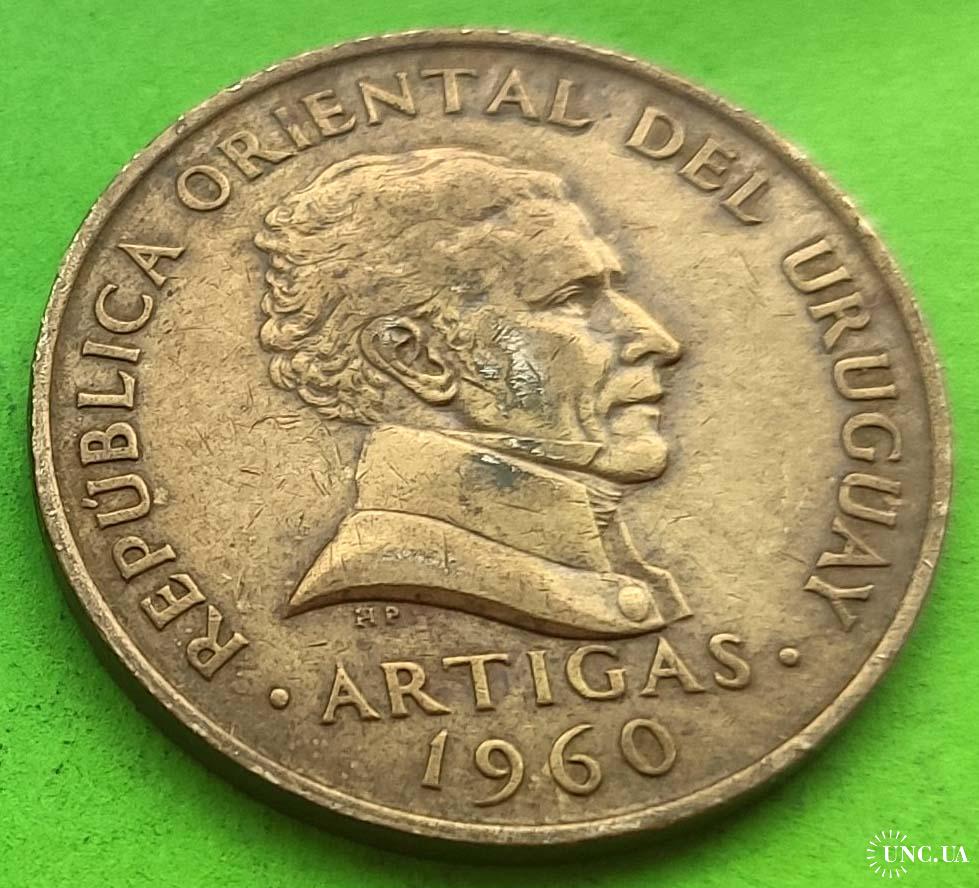 REPÚBLICA ORIENTAL DEL URUGUAY
HP
· ARTIGAS ·
1960
UNC.UA